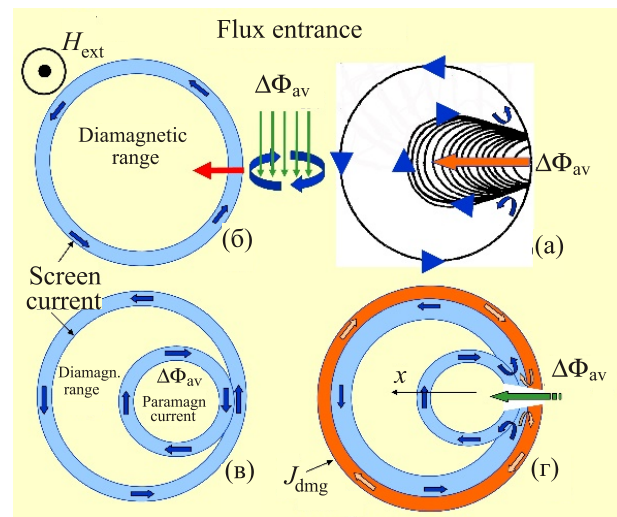 Flux entrance
H_ext
ΔΦ_av
Diamagnetic
range
(б)
ΔΦ_av
(а)
Screen
current
Diamagn.
range
ΔΦ_av
Paramagn
current
(в)
x
ΔΦ_av
J_dmg
(г)